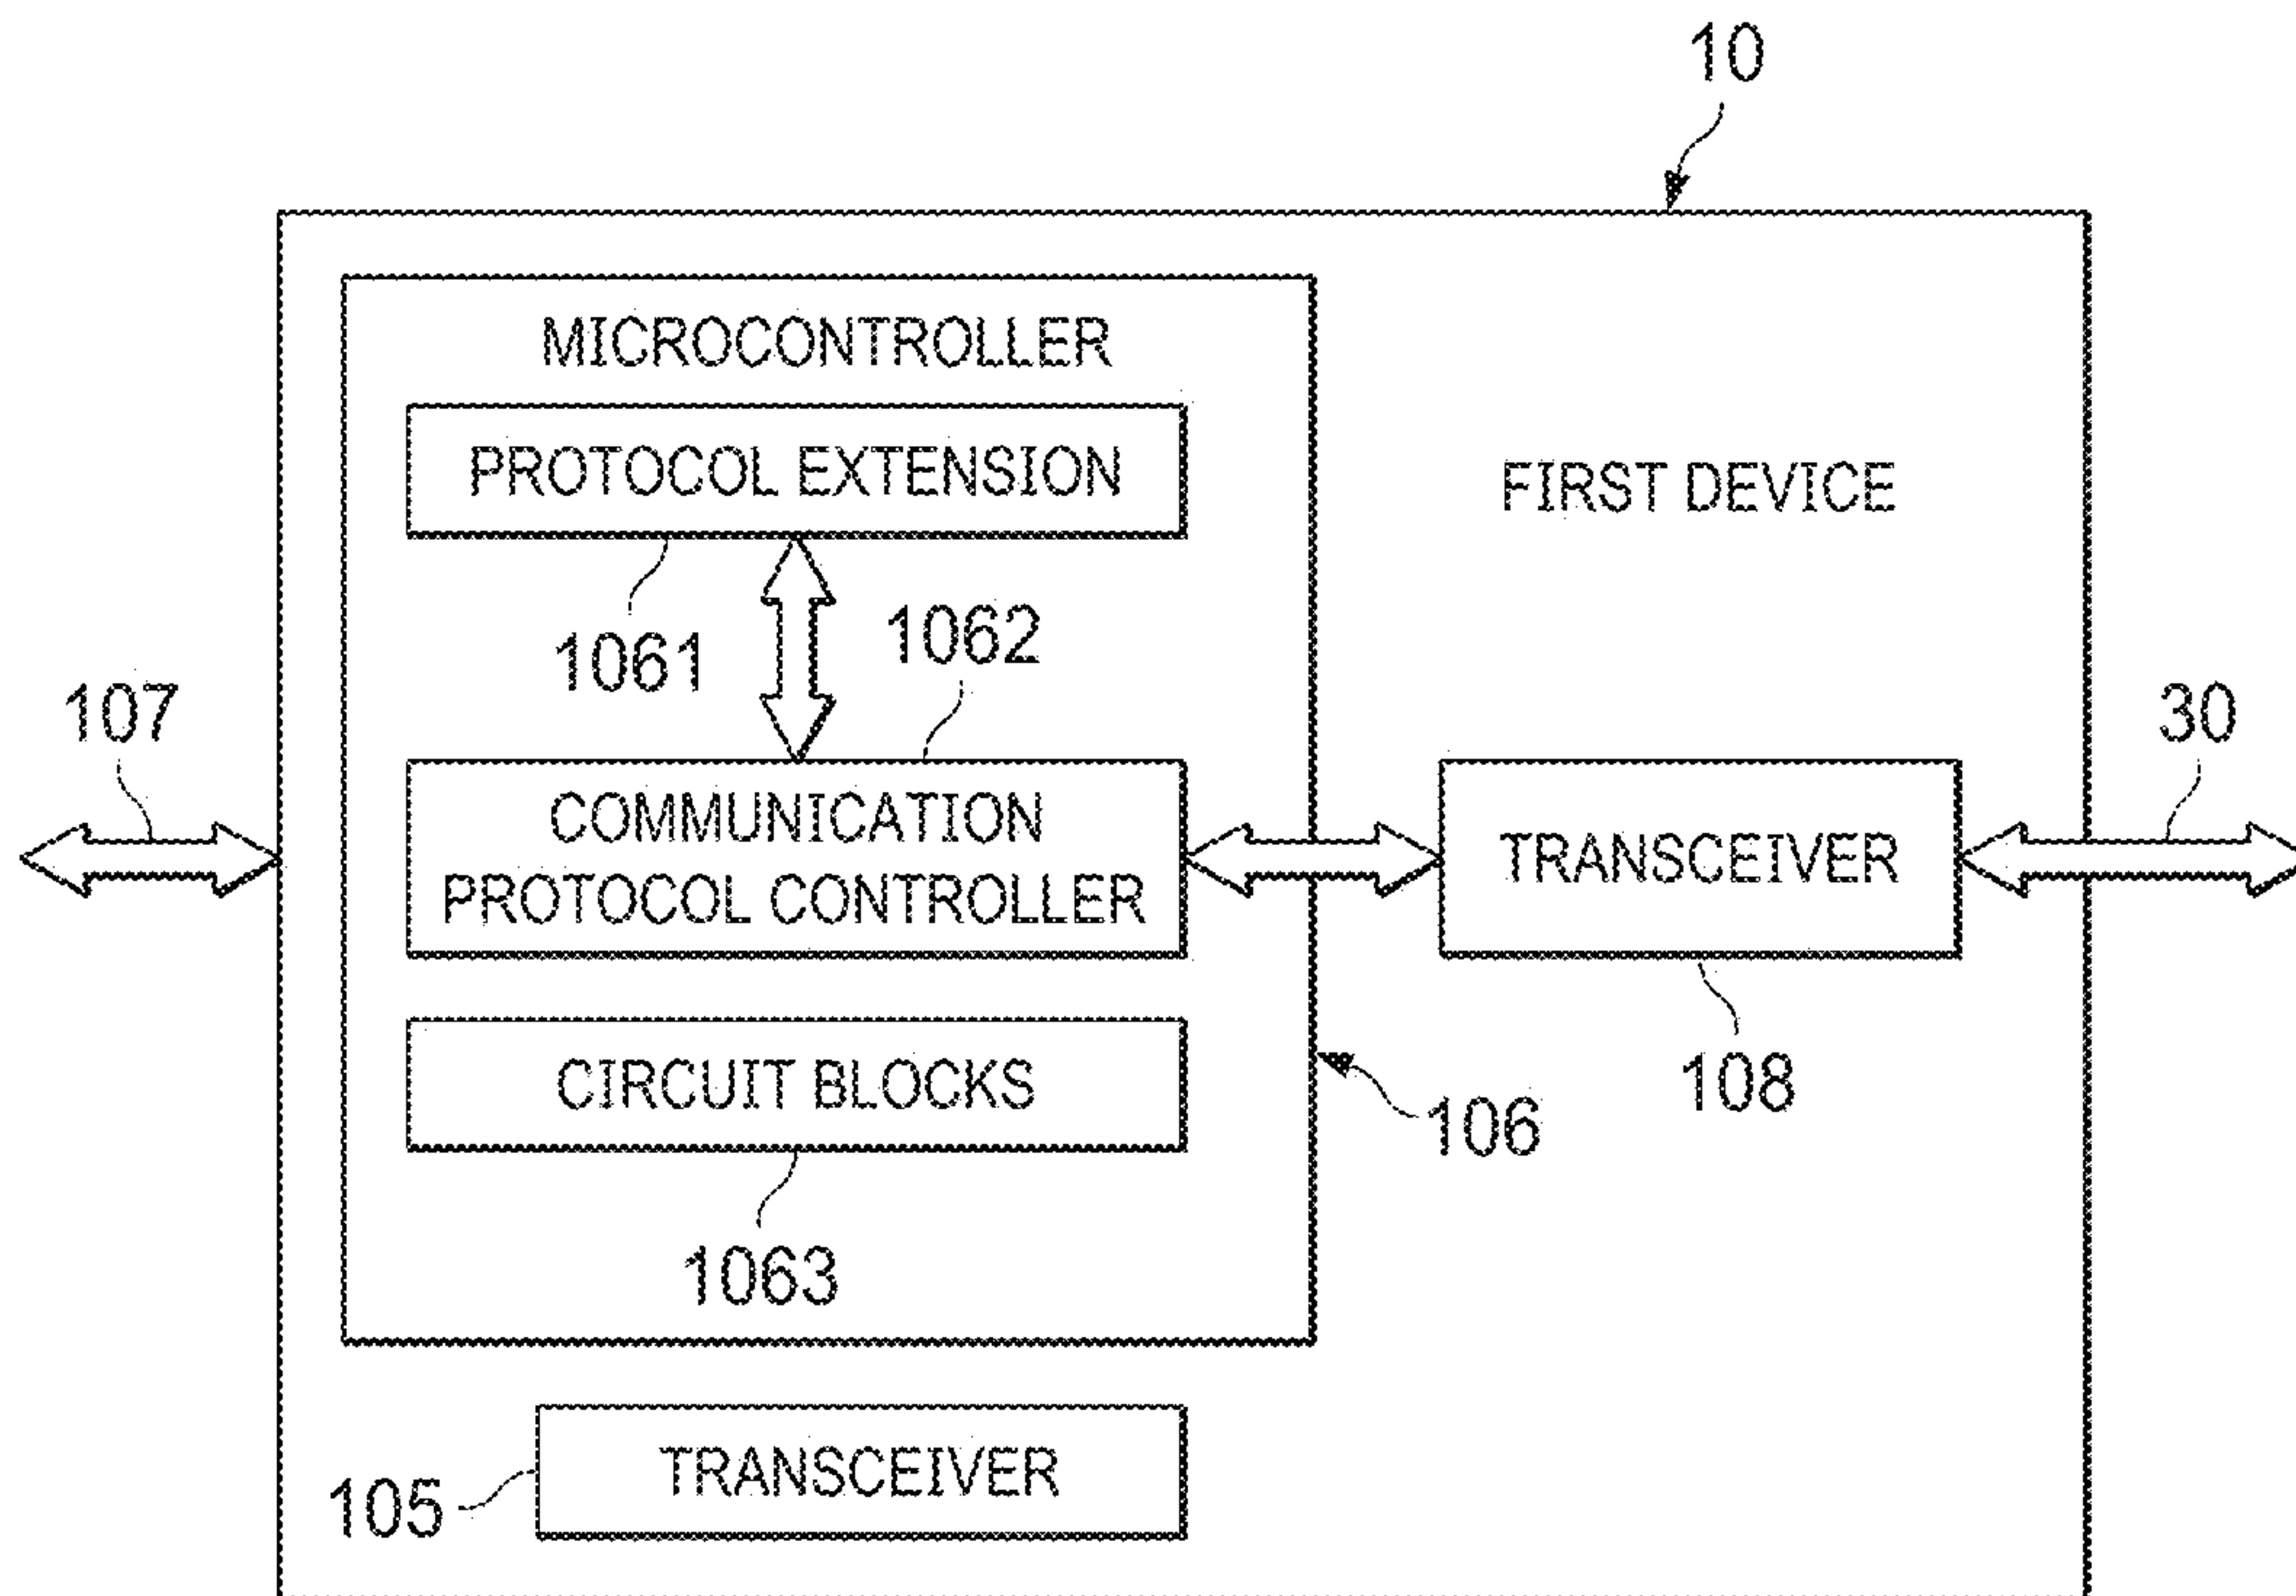 10
MICROCONTROLLER
PROTOCOL EXTENSION
FIRST DEVICE
1061
1062
107
30
COMMUNICATION
PROTOCOL CONTROLLER
TRANSCEIVER
CIRCUIT BLOCKS
108
106
1063
TRANSCEIVER
105